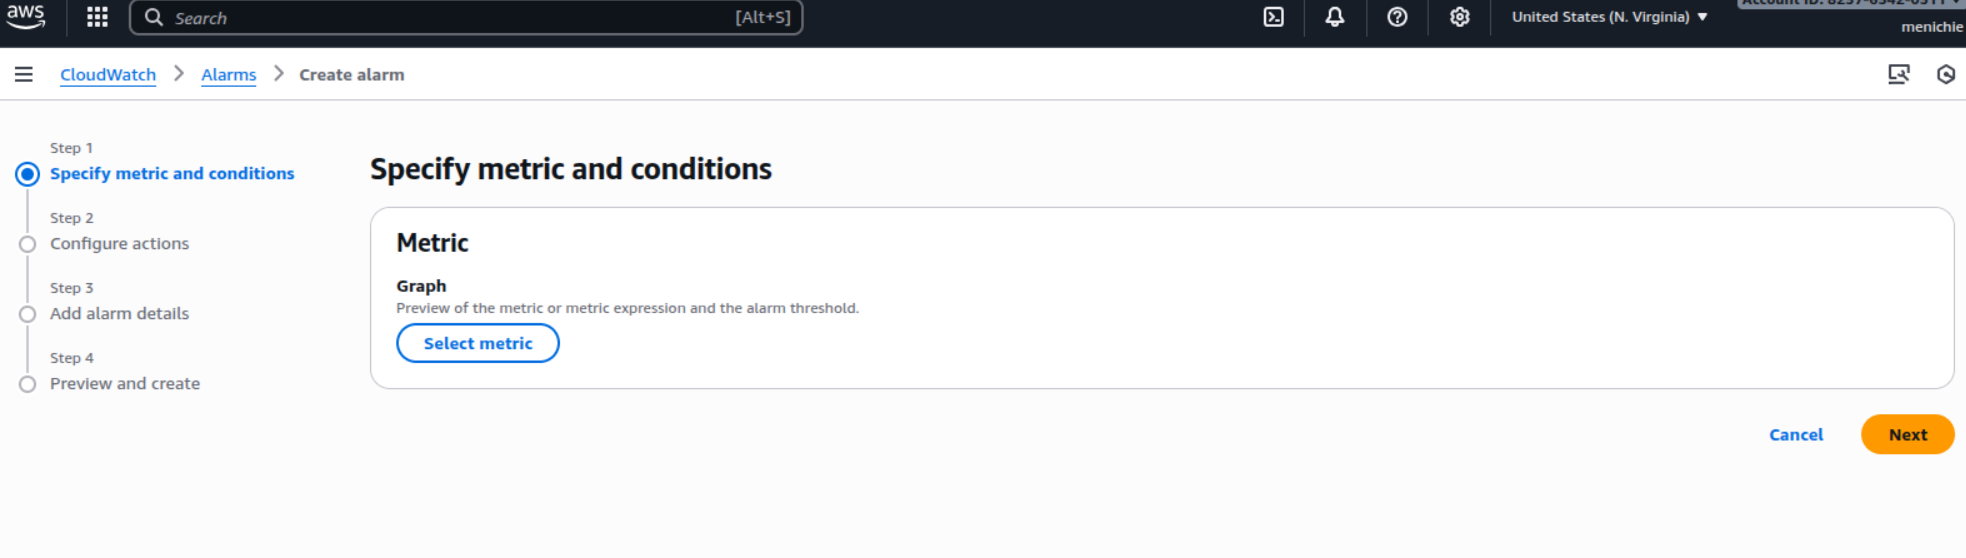 aws
Search
[Alt+S]
United States (N. Virginia)
menichie
CloudWatch
Alarms
Create alarm
Step 1
Specify metric and conditions
Step 2
Configure actions
Step 3
Add alarm details
Step 4
Preview and create
Specify metric and conditions
Metric
Graph
Preview of the metric or metric expression and the alarm threshold.
Select metric
Cancel
Next